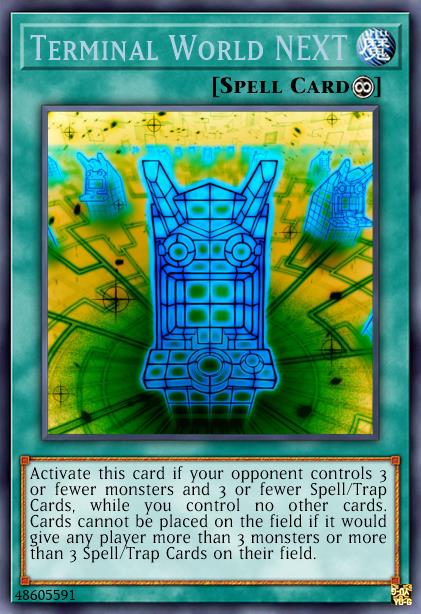 Terminal World NEXT 魔
[Spell Card]
Activate this card if your opponent controls 3
or fewer monsters and 3 or fewer Spell/Trap
Cards, while you control no other cards.
Cards cannot be placed on the field if it would
give any player more than 3 monsters or more
than 3 Spell/Trap Cards on their field.
48605591